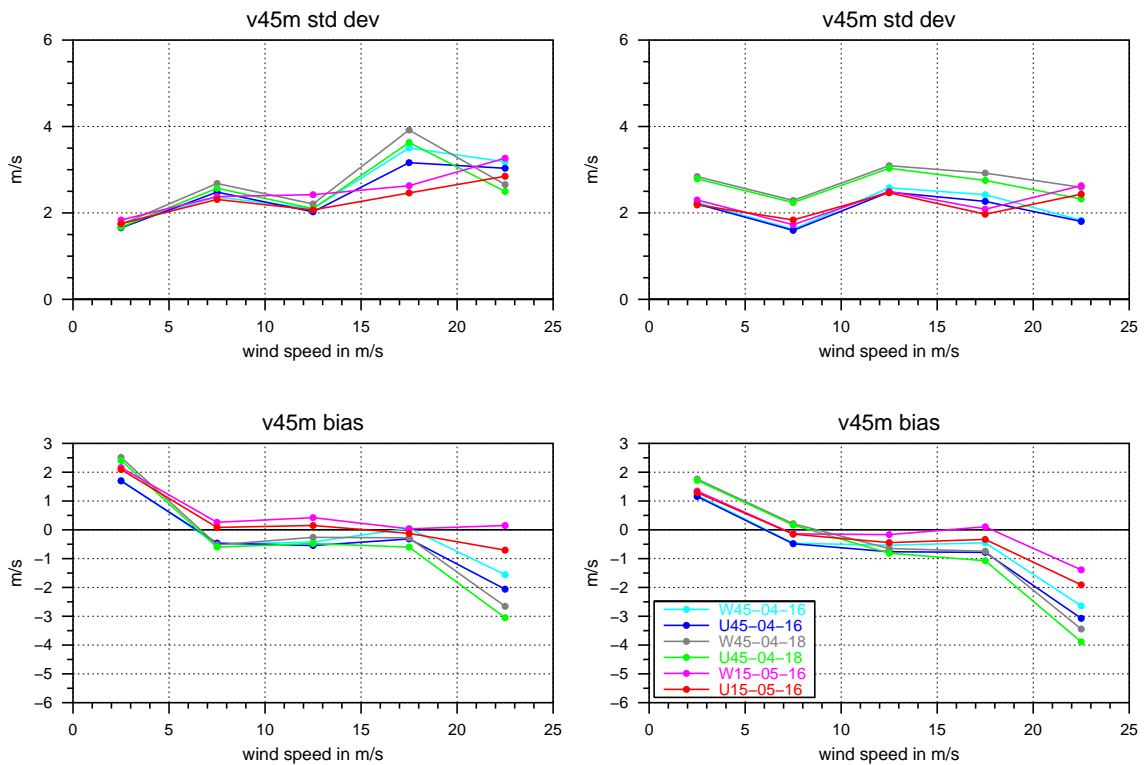 v45m std dev
m/s
6
4
2
0
0 5 10 15 20 25
wind speed in m/s
v45m std dev
m/s
6
4
2
0
0 5 10 15 20 25
wind speed in m/s
v45m bias
m/s
3
2
1
0
−1
−2
−3
−4
−5
−6
0 5 10 15 20 25
wind speed in m/s
v45m bias
m/s
3
2
1
0
−1
−2
−3
−4
−5
−6
W45−04−16
U45−04−16
W45−04−18
U45−04−18
W15−05−16
U15−05−16
0 5 10 15 20 25
wind speed in m/s